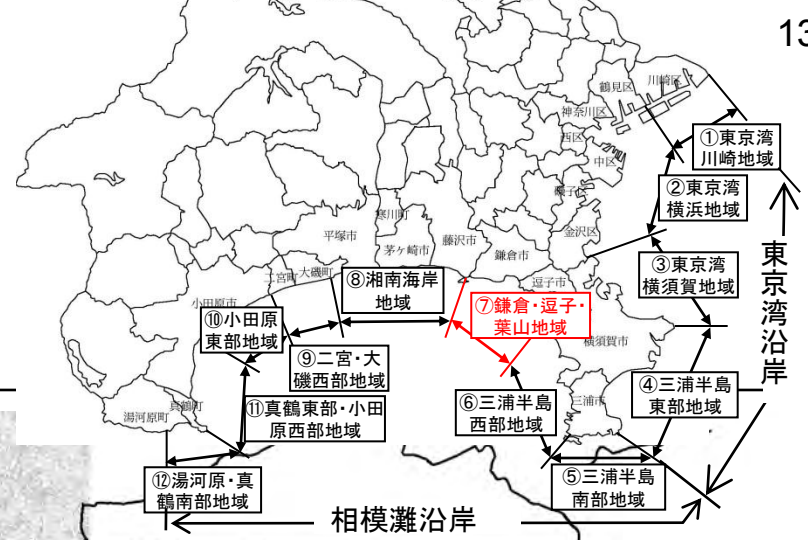 13
川崎区
鶴見区
神奈川区
西区
中区
磯子区
金沢区
①東京湾
川崎地域
②東京湾
横浜地域
③東京湾
横須賀地域
東京湾沿岸
寒川町
平塚市
茅ヶ崎市
藤沢市
鎌倉市
逗子市
二宮町
大磯町
小田原市
⑧湘南海岸
地域
⑦鎌倉・逗子・
葉山地域
横須賀市
⑩小田原
東部地域
⑨二宮・大
磯西部地域
④三浦半島
東部地域
三浦市
真鶴町
湯河原町
⑪真鶴東部・小田
原西部地域
⑥三浦半島
西部地域
⑫湯河原・真
鶴南部地域
⑤三浦半島
南部地域
相模灘沿岸